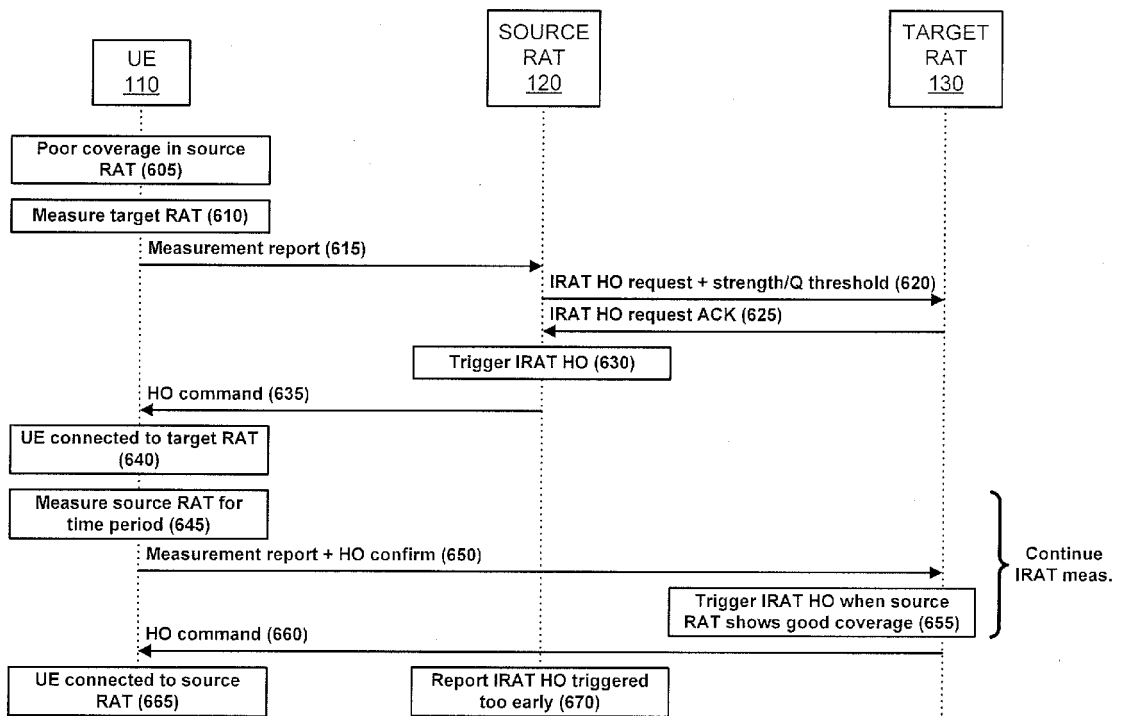 UE
110
SOURCE
RAT
120
TARGET
RAT
130
Poor coverage in source
RAT (605)
Measure target RAT (610)
Measurement report (615)
IRAT HO request + strength/Q threshold (620)
IRAT HO request ACK (625)
Trigger IRAT HO (630)
HO command (635)
UE connected to target RAT
(640)
Measure source RAT for
time period (645)
Measurement report + HO confirm (650)
Continue
IRAT meas.
Trigger IRAT HO when source
RAT shows good coverage (655)
HO command (660)
UE connected to source
RAT (665)
Report IRAT HO triggered
too early (670)